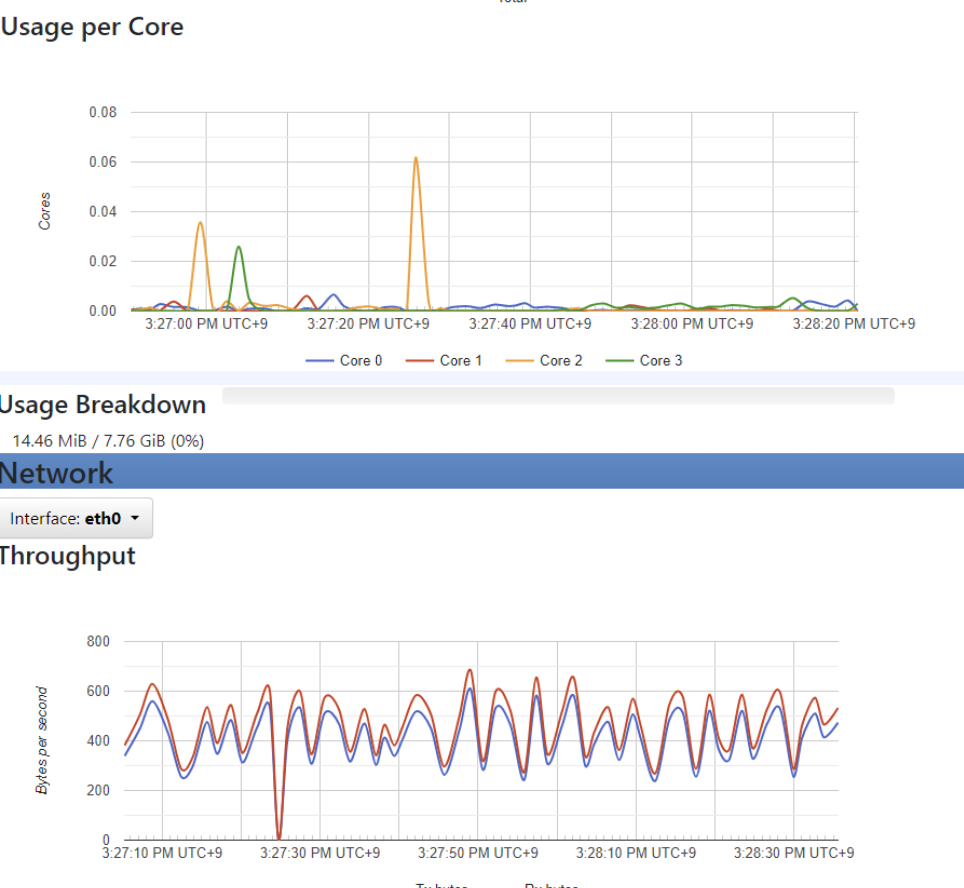 Total
Usage per Core
0.08
0.06
0.04
0.02
0.00
Cores
3:27:00 PM UTC+9 3:27:20 PM UTC+9 3:27:40 PM UTC+9 3:28:00 PM UTC+9 3:28:20 PM UTC+9
Core 0 Core 1 Core 2 Core 3
Usage Breakdown
14.46 MiB / 7.76 GiB (0%)
Network
Interface: eth0
Throughput
800
600
400
200
0
Bytes per second
3:27:10 PM UTC+9 3:27:30 PM UTC+9 3:27:50 PM UTC+9 3:28:10 PM UTC+9 3:28:30 PM UTC+9
Tx bytes Rx bytes